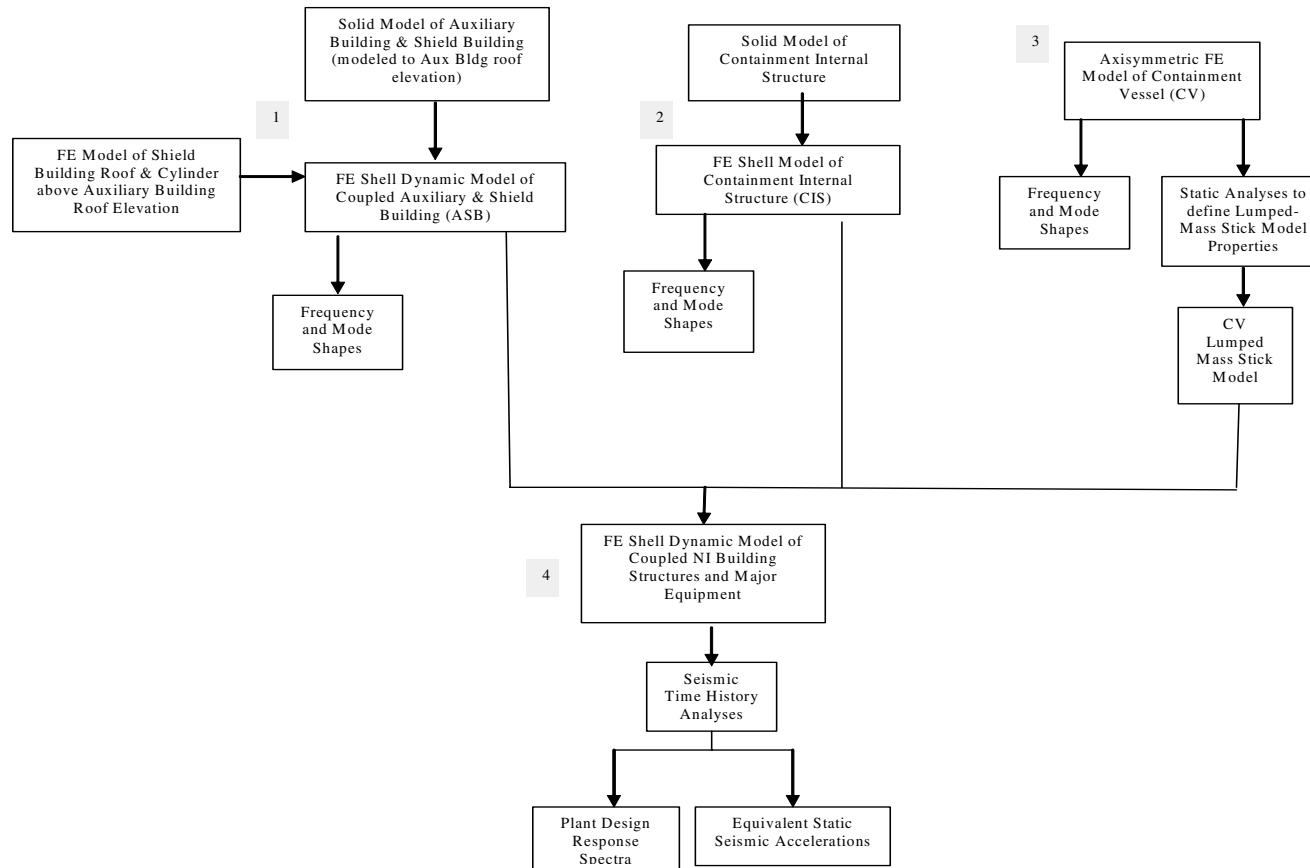 Solid Model of Auxiliary
Building & Shield Building
(modeled to Aux Bldg roof
elevation)
1
FE Model of Shield
Building Roof & Cylinder
above Auxiliary Building
Roof Elevation
FE Shell Dynamic Model of
Coupled Auxiliary & Shield
Building (ASB)
Frequency
and Mode
Shapes
Solid Model of
Containment Internal
Structure
2
FE Shell Model of
Containment Internal
Structure (CIS)
Frequency
and Mode
Shapes
3
Axisymmetric FE
Model of Containment
Vessel (CV)
Frequency
and Mode
Shapes
Static Analyses to
define Lumped-
Mass Stick Model
Properties
CV
Lumped
Mass Stick
Model
4
FE Shell Dynamic Model of
Coupled NI Building
Structures and Major
Equipment
Seismic
Time History
Analyses
Plant Design
Response
Spectra
Equivalent Static
Seismic Accelerations